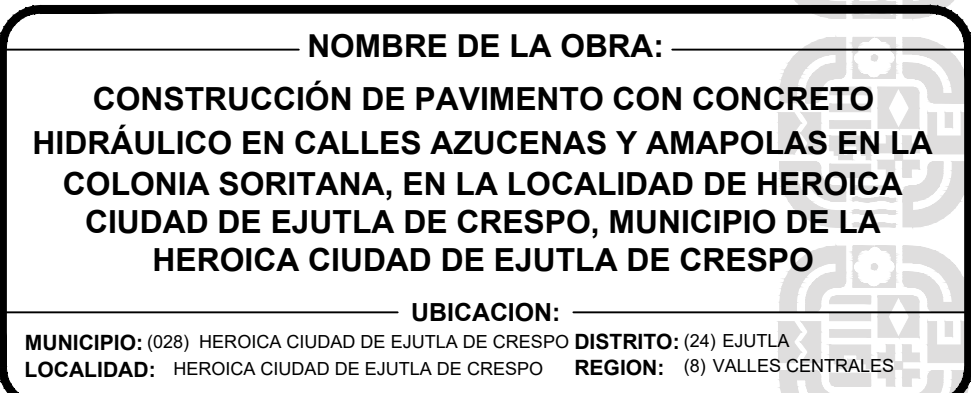 NOMBRE DE LA OBRA:
CONSTRUCCIÓN DE PAVIMENTO CON CONCRETO
HIDRÁULICO EN CALLES AZUCENAS Y AMAPOLAS EN LA
COLONIA SORITANA, EN LA LOCALIDAD DE HEROICA
CIUDAD DE EJUTLA DE CRESPO, MUNICIPIO DE LA
HEROICA CIUDAD DE EJUTLA DE CRESPO
UBICACION:
MUNICIPIO: (028) HEROICA CIUDAD DE EJUTLA DE CRESPO DISTRITO: (24) EJUTLA
LOCALIDAD: HEROICA CIUDAD DE EJUTLA DE CRESPO REGION: (8) VALLES CENTRALES